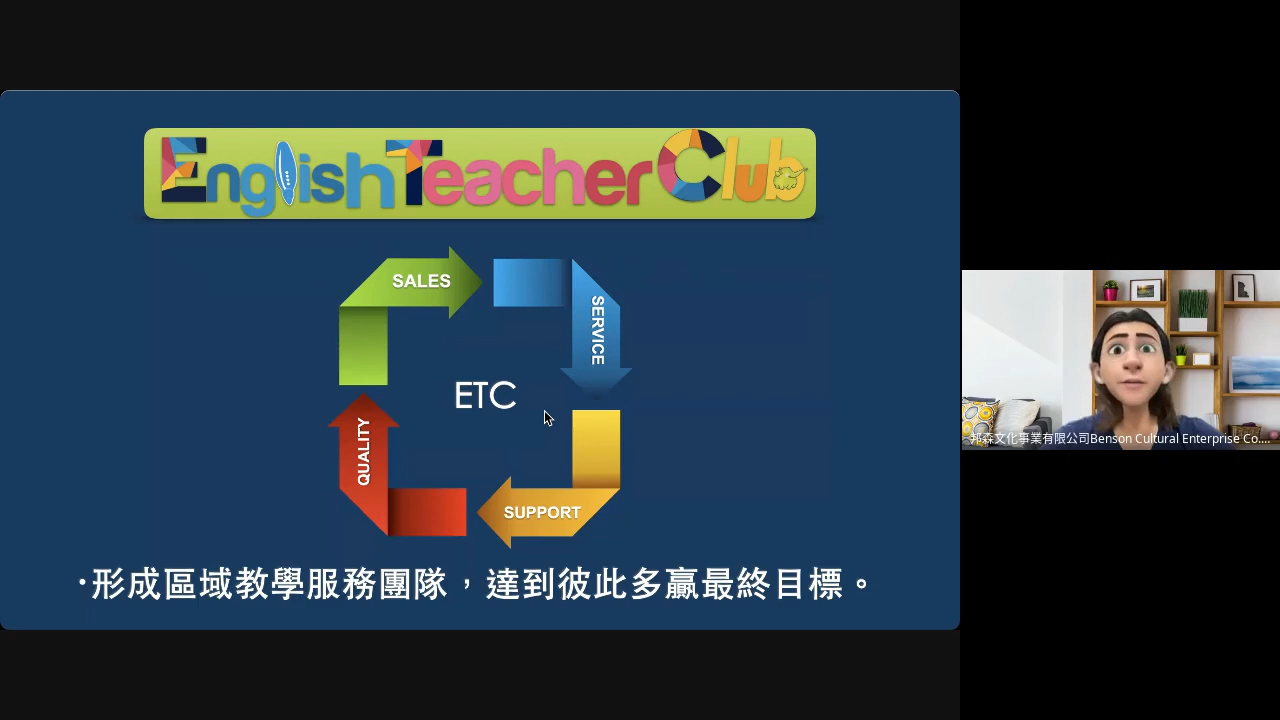 EnglishTeacherClub
SALES
SERVICE
ETC
QUALITY
SUPPORT
•形成區域教學服務團隊，達到彼此多贏最終目標。
邦森文化事業有限公司Benson Cultural Enterprise Co....